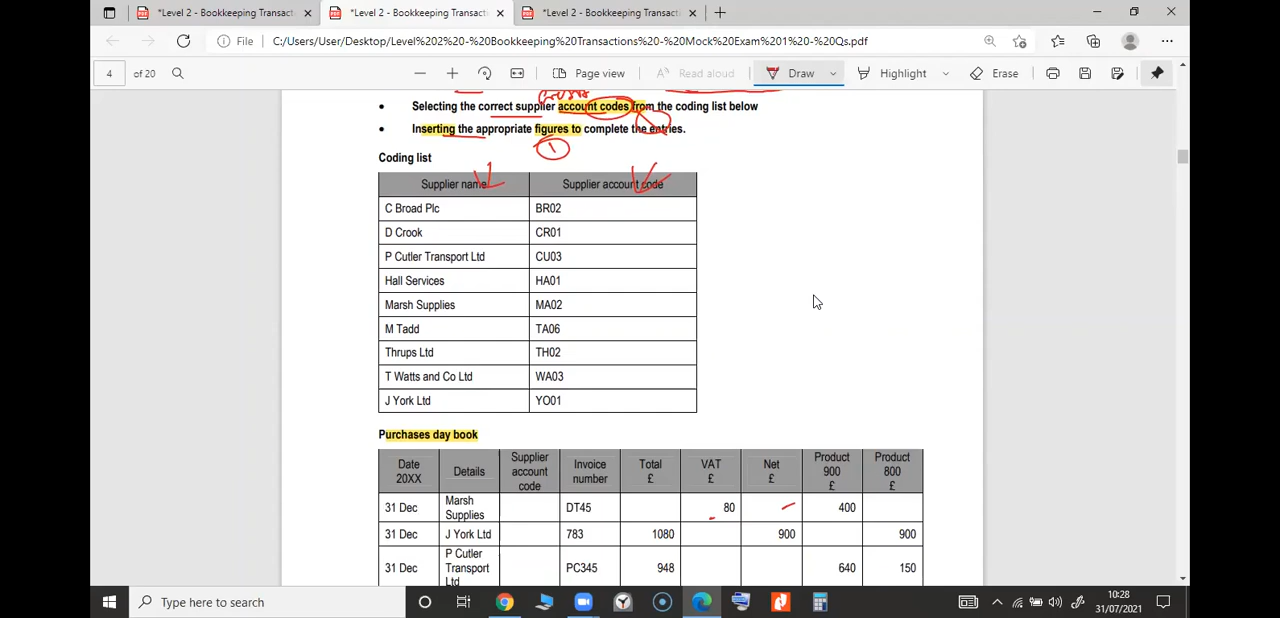 *Level 2 - Bookkeeping Transact
*Level 2 - Bookkeeping Transact
*Level 2 - Bookkeeping Transacti
File C:/Users/User/Desktop/Level%202%20-%20Bookkeeping%20Transactions%20-%20Mock%20Exam%201%20-%20Qs.pdf
4 of 20 Page view Read aloud Draw Highlight Erase
• Selecting the correct supplier account codes from the coding list below
• Inserting the appropriate figures to complete the entries.
1
Coding list
Supplier name Supplier account code
C Broad Plc BR02
D Crook CR01
P Cutler Transport Ltd CU03
Hall Services HA01
Marsh Supplies MA02
M Tadd TA06
Thrups Ltd TH02
T Watts and Co Ltd WA03
J York Ltd YO01
Purchases day book
Date 20XX Details Supplier account code Invoice number Total £ VAT £ Net £ Product 900 £ Product 800 £
31 Dec Marsh Supplies DT45 80 400
31 Dec J York Ltd 783 1080 900 900
31 Dec P Cutler Transport Ltd PC345 948 640 150
Type here to search
10:28
31/07/2021